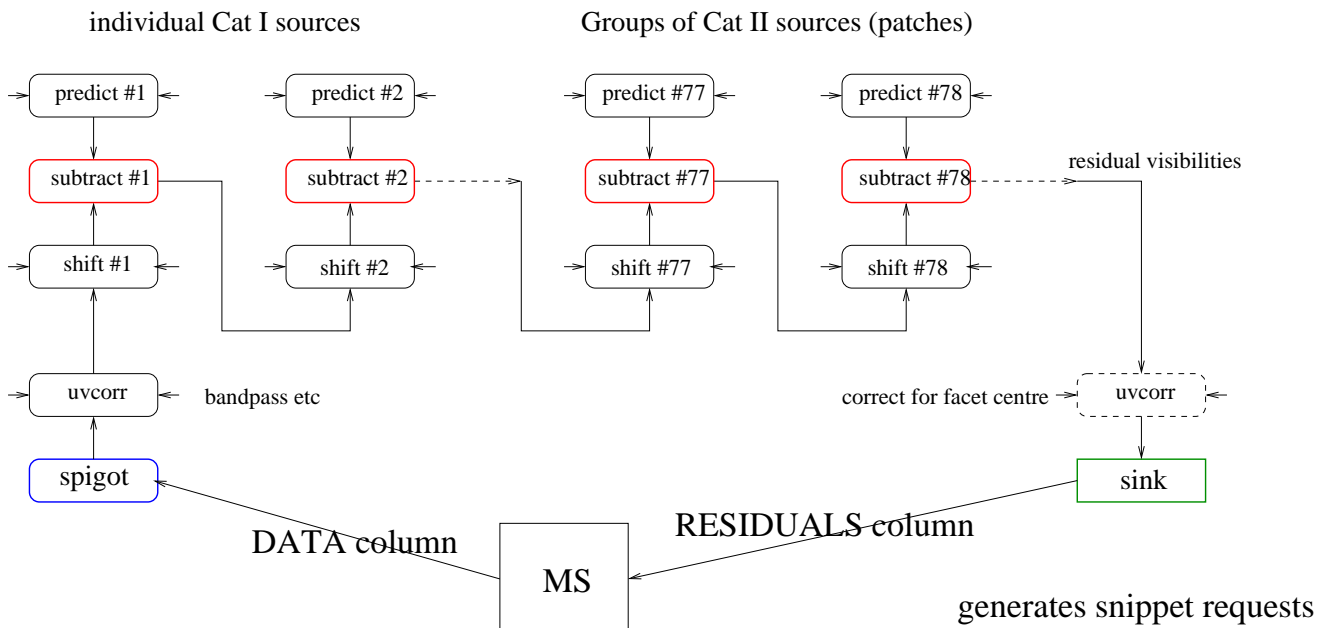 individual Cat I sources
Groups of Cat II sources (patches)
predict #1
predict #2
predict #77
predict #78
subtract #1
subtract #2
subtract #77
subtract #78
residual visibilities
shift #1
shift #2
shift #77
shift #78
uvcorr
bandpass etc
correct for facet centre
uvcorr
spigot
sink
DATA column
RESIDUALS column
MS
generates snippet requests